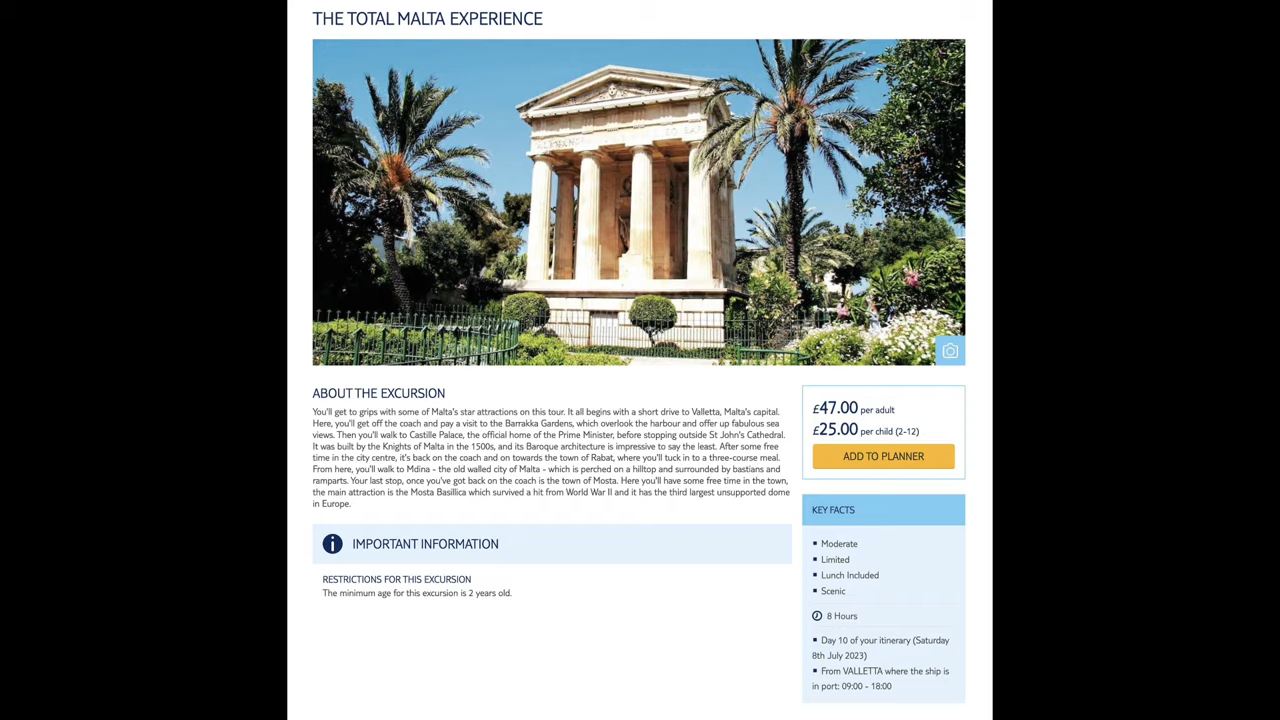 THE TOTAL MALTA EXPERIENCE
ABOUT THE EXCURSION
You'll get to grips with some of Malta's star attractions on this tour. It all begins with a short drive to Valletta, Malta's capital.
Here, you'll get off the coach and pay a visit to the Barrakka Gardens, which overlook the harbour and offer up fabulous sea
views. Then you'll walk to Castille Palace, the official home of the Prime Minister, before stopping outside St John's Cathedral.
It was built by the Knights of Malta in the 1500s, and its Baroque architecture is impressive to say the least. After some free
time in the city centre, it's back on the coach and on towards the town of Rabat, where you'll tuck in to a three-course meal.
From here, you'll walk to Mdina - the old walled city of Malta - which is perched on a hilltop and surrounded by bastians and
ramparts. Your last stop, once you've got back on the coach is the town of Mosta. Here you'll have some free time in the town,
the main attraction is the Mosta Basillica which survived a hit from World War II and it has the third largest unsupported dome
in Europe.
IMPORTANT INFORMATION
RESTRICTIONS FOR THIS EXCURSION
The minimum age for this excursion is 2 years old.
£47.00 per adult
£25.00 per child (2-12)
ADD TO PLANNER
KEY FACTS
Moderate
Limited
Lunch Included
Scenic
8 Hours
Day 10 of your itinerary (Saturday
8th July 2023)
From VALLETTA where the ship is
in port: 09:00 - 18:00